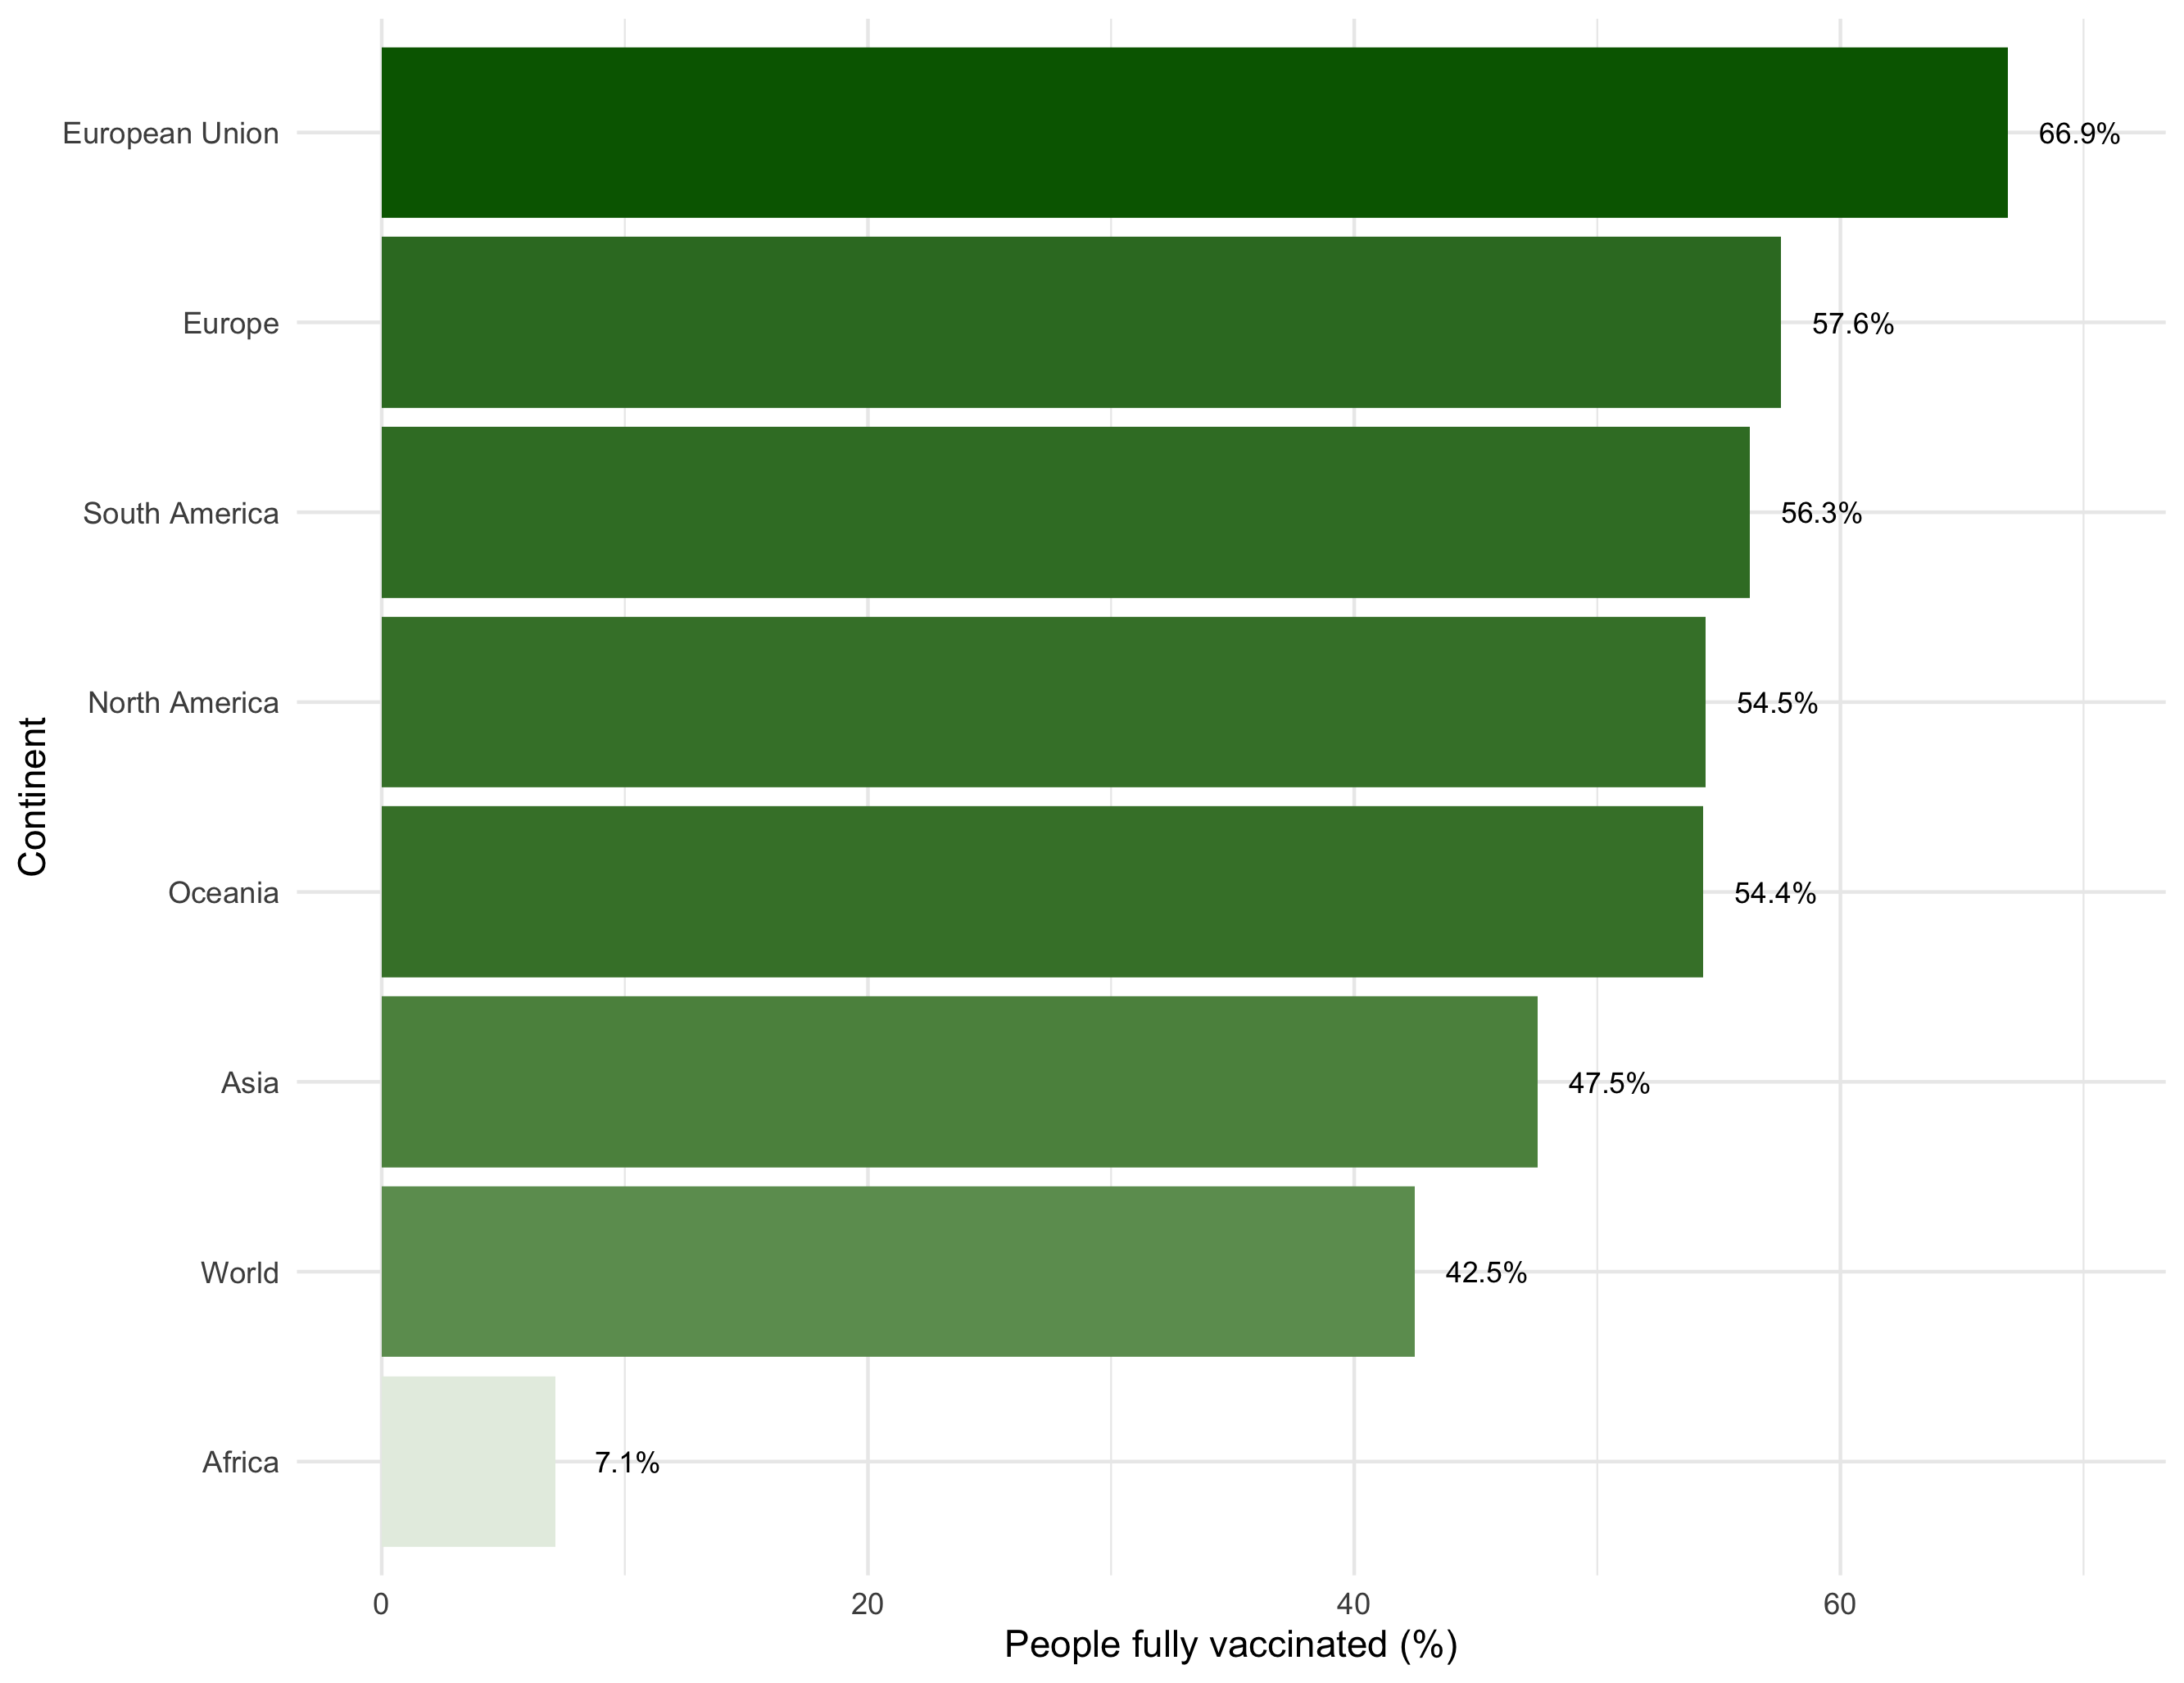 European Union
66.9%
Europe
57.6%
South America
56.3%
North America
54.5%
Oceania
54.4%
Asia
47.5%
World
42.5%
Africa
7.1%
Continent
0
20
40
60
People fully vaccinated (%)